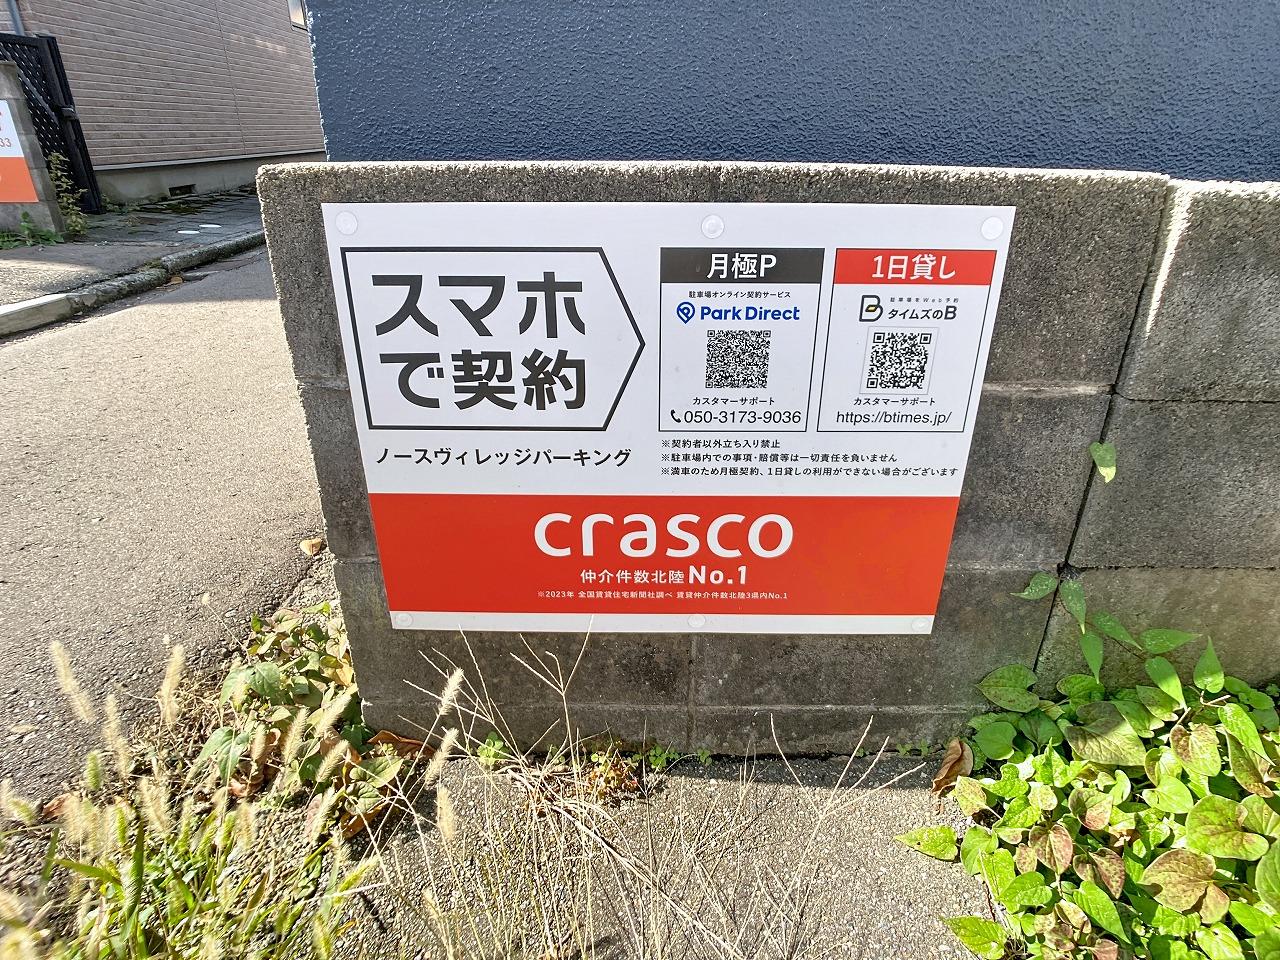 スマホ
で契約
ノースヴィレッジパーキング
月極P
駐車場オンライン契約サービス
Park Direct
カスタマーサポート
050-3173-9036
1日貸し
駐車場をWeb予約
B タイムズのB
カスタマーサポート
https://btimes.jp/
※契約者以外立ち入り禁止
※駐車場内での事項・賠償等は一切責任を負いません
※満車のため月極契約、1日貸しの利用ができない場合がございます
crasco
仲介件数北陸No.1
※2023年 全国賃貸住宅新聞社調べ 賃貸仲介件数北陸3県内No.1
33